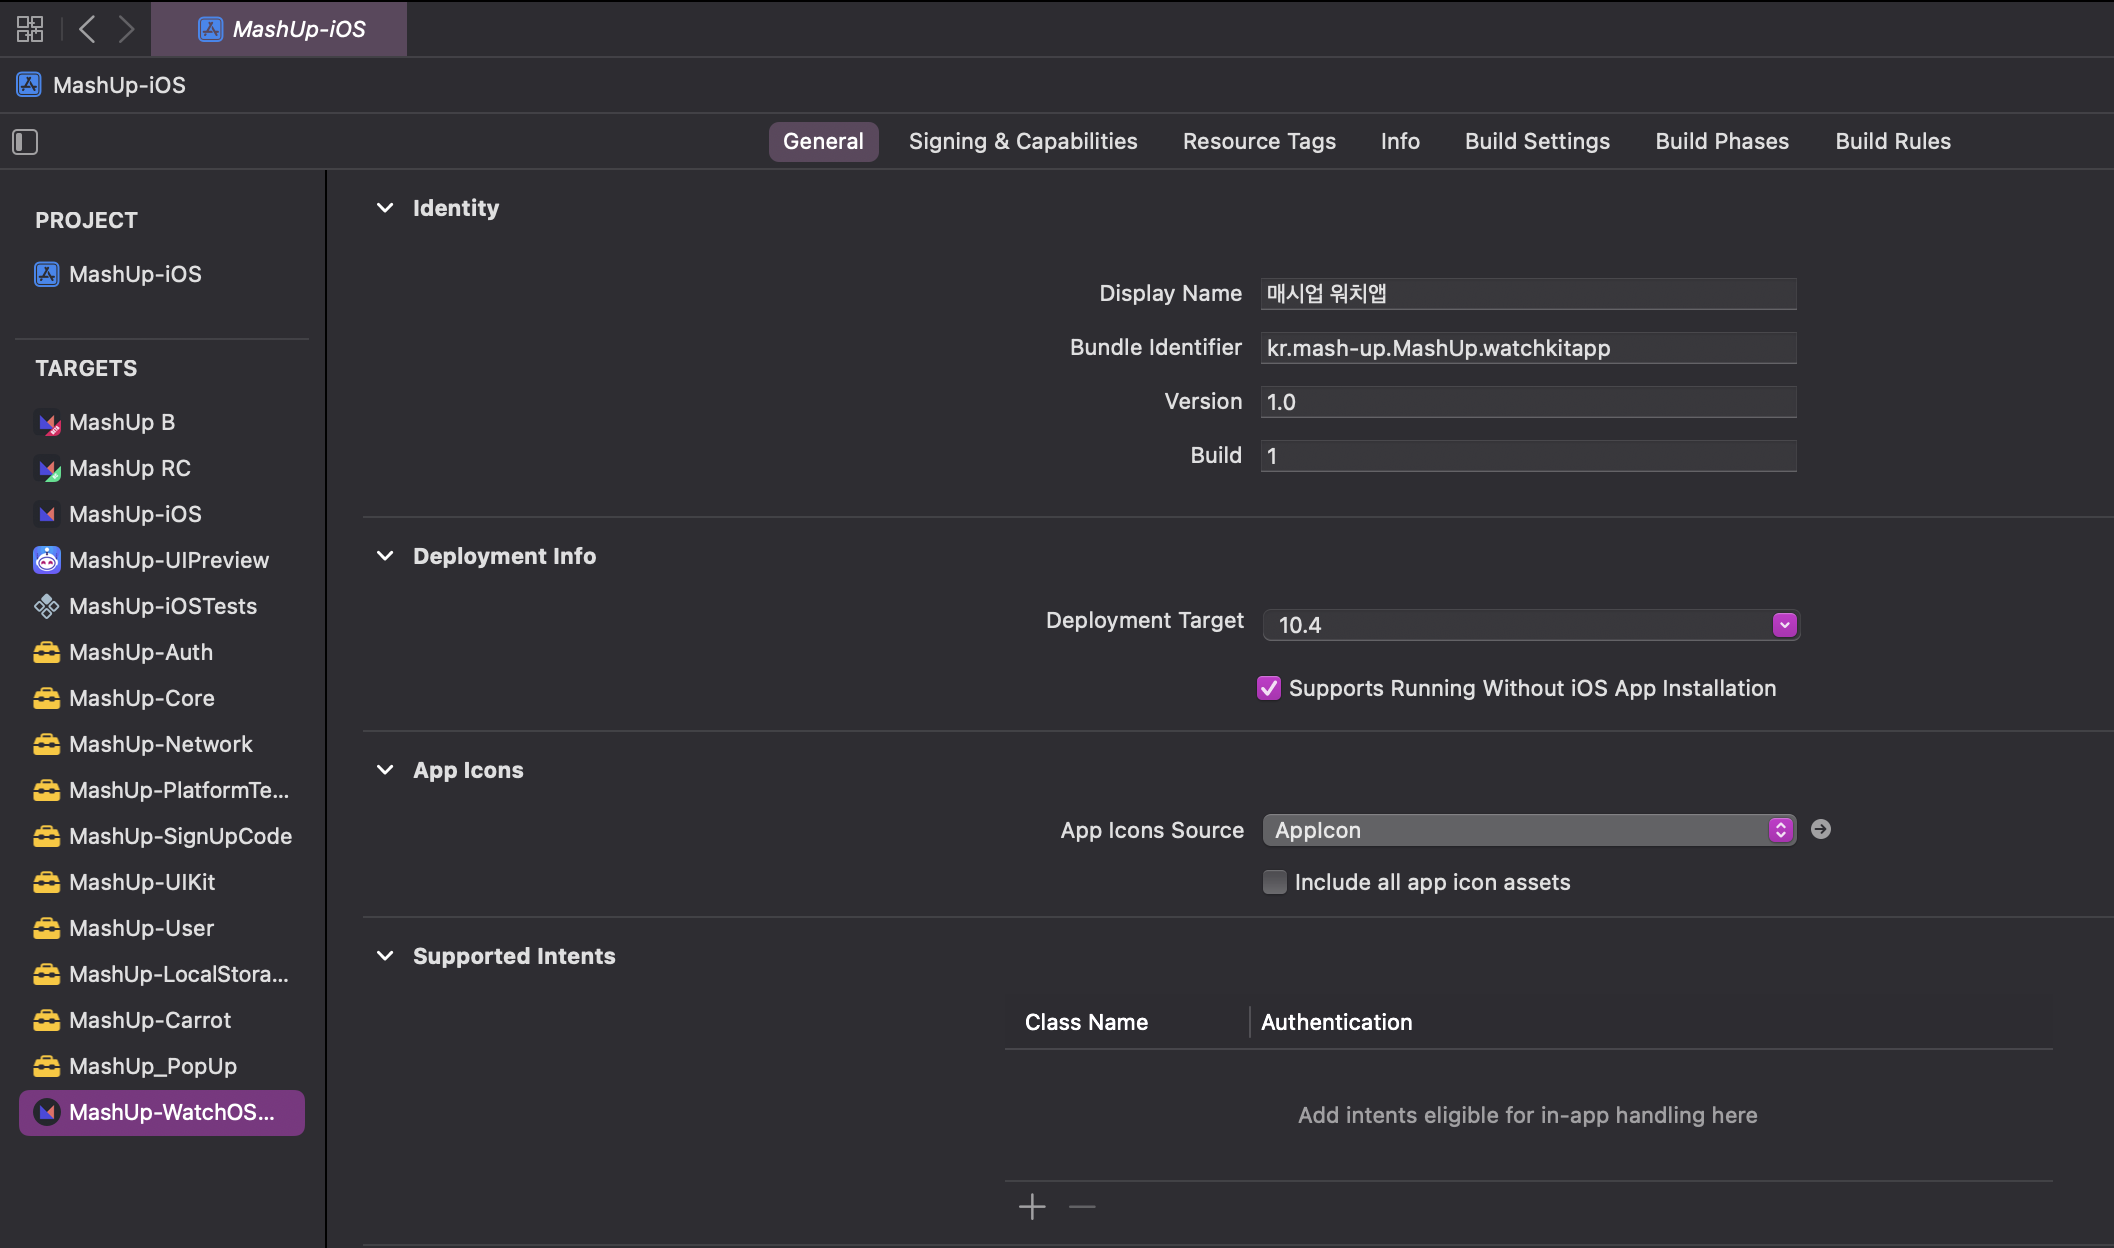 MashUp-iOS
MashUp-iOS
General Signing & Capabilities Resource Tags Info Build Settings Build Phases Build Rules
PROJECT
MashUp-iOS
TARGETS
MashUp B
MashUp RC
MashUp-iOS
MashUp-UIPreview
MashUp-iOSTests
MashUp-Auth
MashUp-Core
MashUp-Network
MashUp-PlatformTe...
MashUp-SignUpCode
MashUp-UIKit
MashUp-User
MashUp-LocalStora...
MashUp-Carrot
MashUp_PopUp
MashUp-WatchOS...
Identity
Display Name 매시업 워치앱
Bundle Identifier kr.mash-up.MashUp.watchkitapp
Version 1.0
Build 1
Deployment Info
Deployment Target 10.4
Supports Running Without iOS App Installation
App Icons
App Icons Source AppIcon
Include all app icon assets
Supported Intents
Class Name Authentication
Add intents eligible for in-app handling here